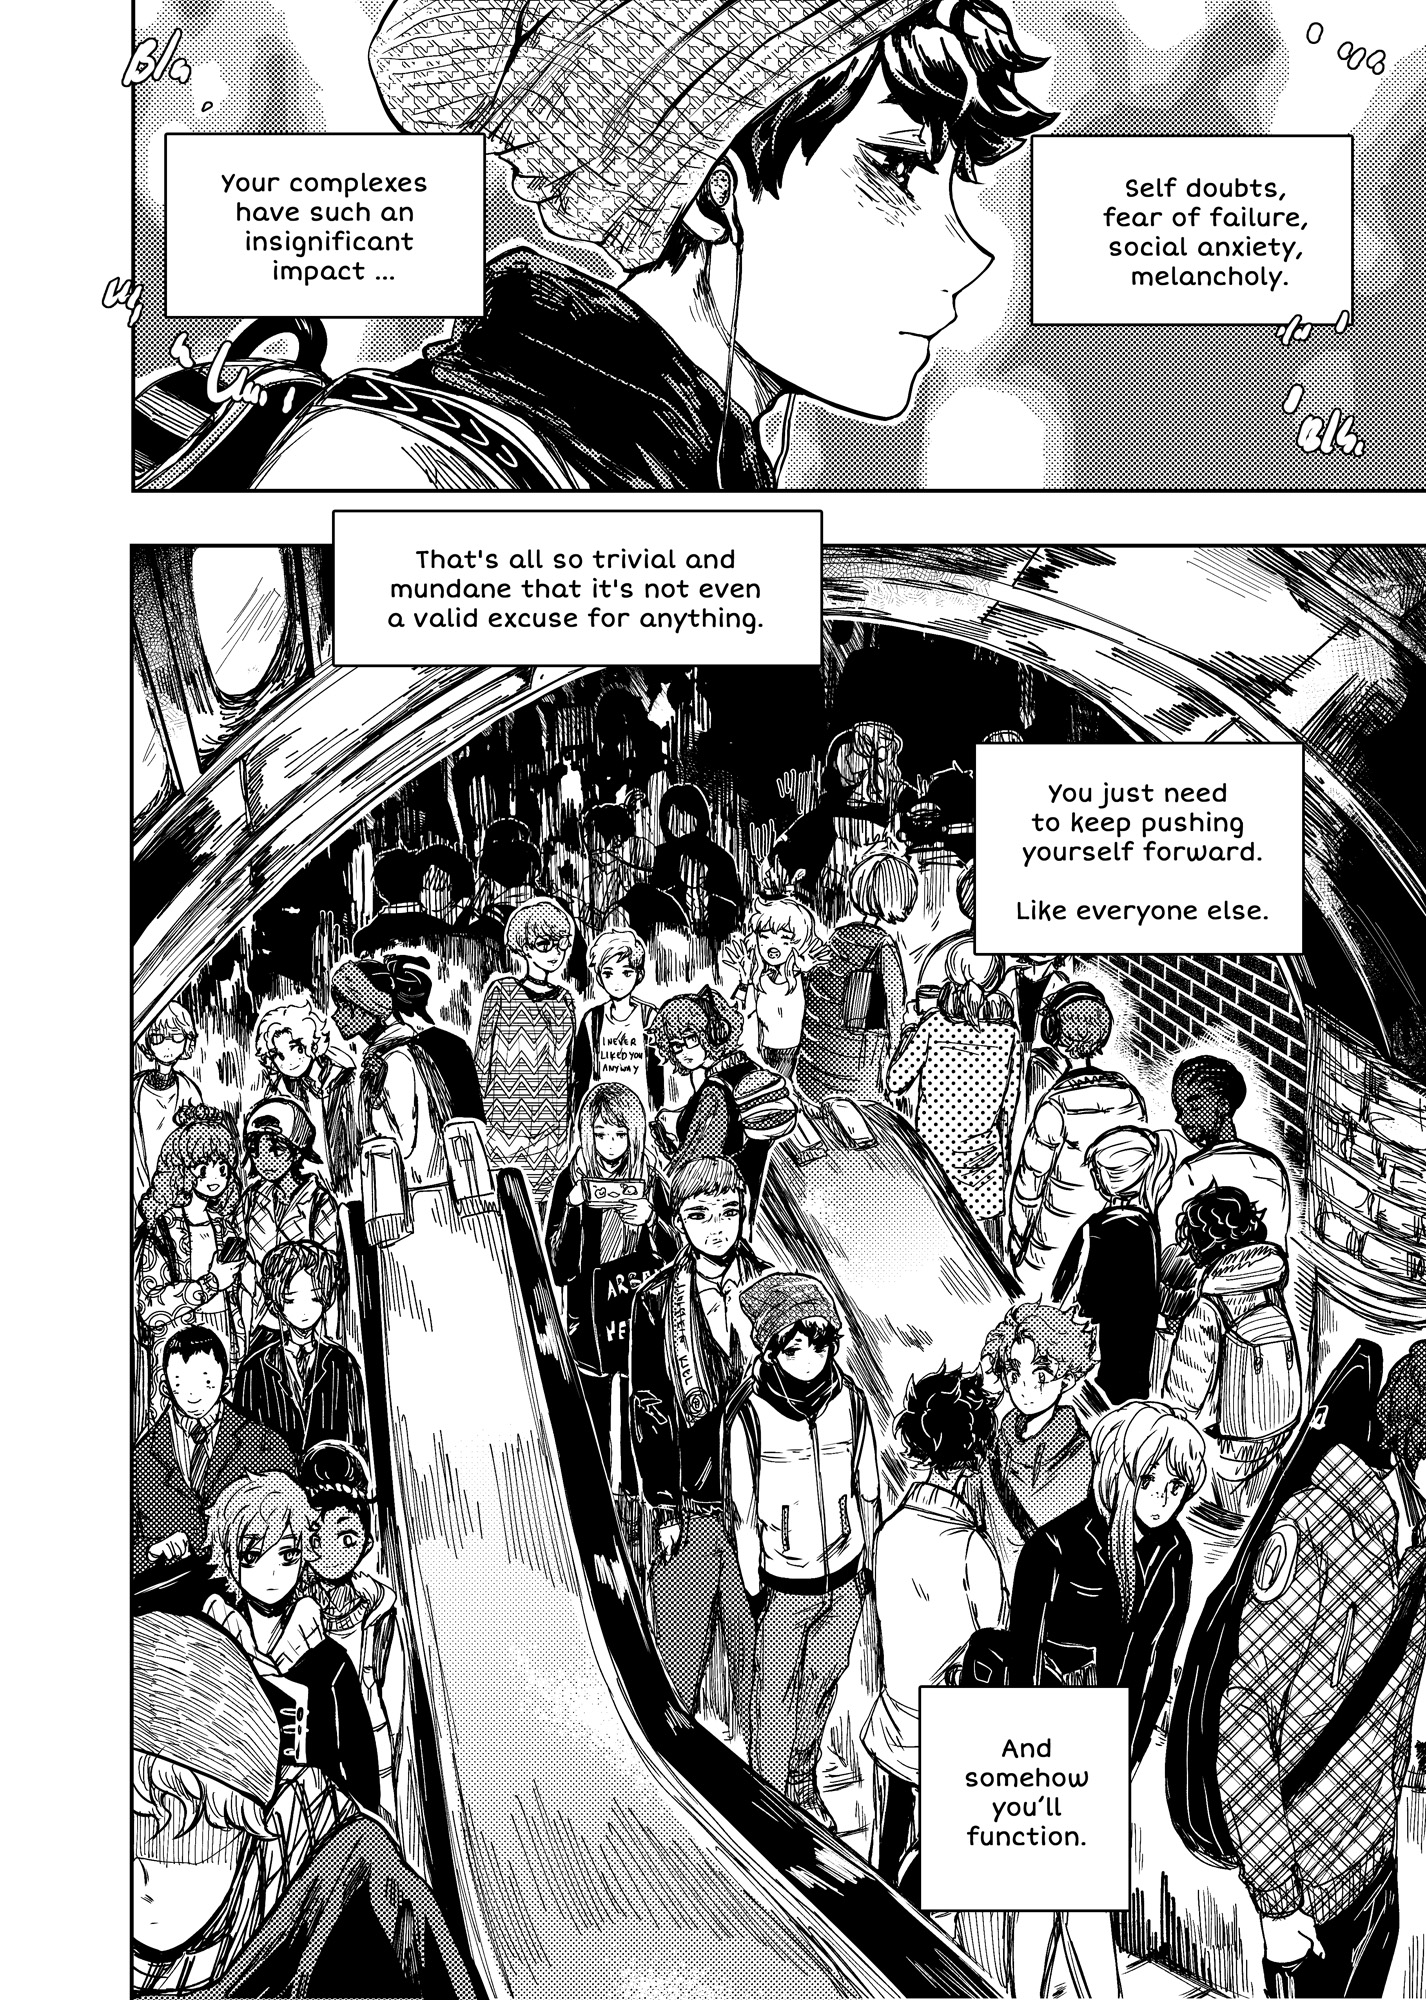 Bla
Your complexes
have such an
insignificant
impact ...
Self doubts,
fear of failure,
social anxiety,
melancholy.
That's all so trivial and
mundane that it's not even
a valid excuse for anything.
You just need
to keep pushing
yourself forward.
Like everyone else.
I NEVER
LIKED YOU
ANYWAY
And
somehow
you'll
function.